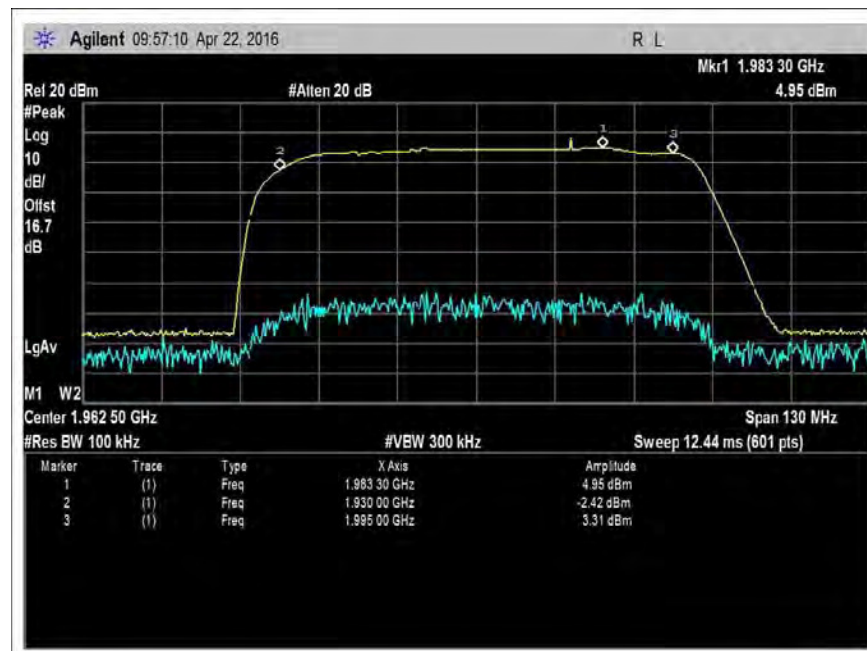 Agilent 09:57:10 Apr 22, 2016 R L
Mkr1 1.983 30 GHz
Ref 20 dBm #Atten 20 dB 4.95 dBm
#Peak
Log
10
dB/
Offst
16.7
dB
2
1
3
LgAv
M1 W2
Center 1.962 50 GHz Span 130 MHz
#Res BW 100 kHz #VBW 300 kHz Sweep 12.44 ms (601 pts)
Marker Trace Type X Axis Amplitude
1 (1) Freq 1.983 30 GHz 4.95 dBm
2 (1) Freq 1.930 00 GHz -2.42 dBm
3 (1) Freq 1.995 00 GHz 3.31 dBm